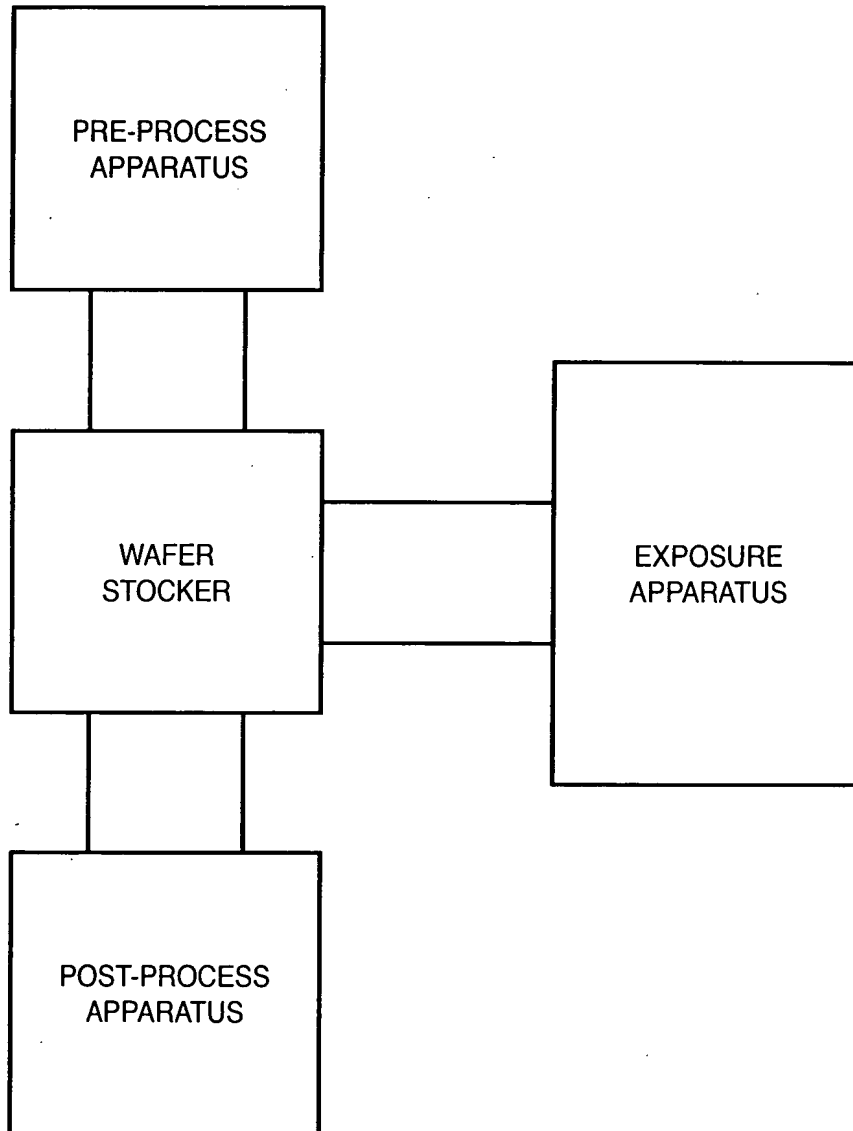 PRE-PROCESS
APPARATUS
WAFER
STOCKER
EXPOSURE
APPARATUS
POST-PROCESS
APPARATUS